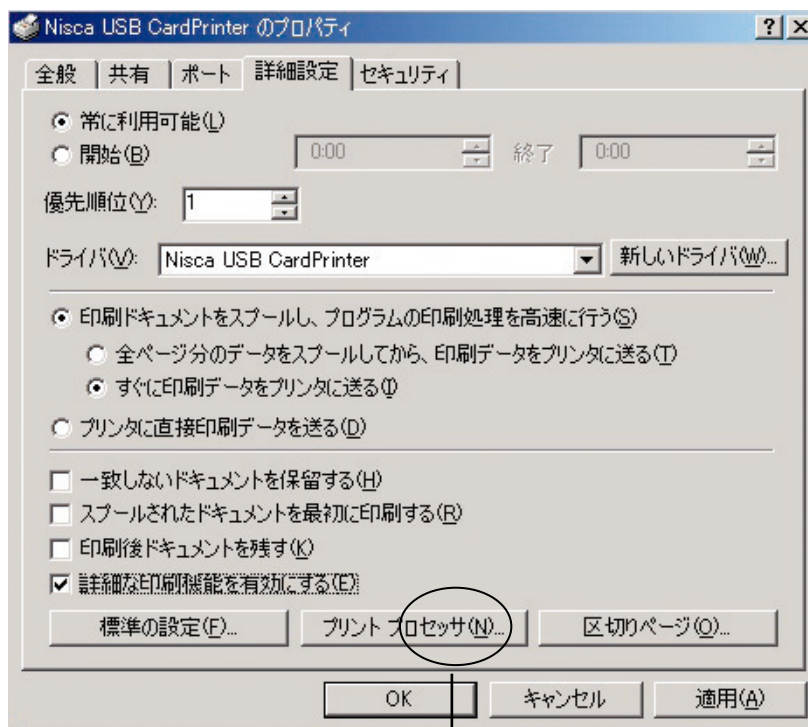 Nisca USB CardPrinter のプロパティ
全般 共有 ポート 詳細設定 セキュリティ
常に利用可能(L)
開始(B) 0:00 終了 0:00
優先順位(Y): 1
ドライバ(V): Nisca USB CardPrinter 新しいドライバ(W)...
印刷ドキュメントをスプールし、プログラムの印刷処理を高速に行う(S)
全ページ分のデータをスプールしてから、印刷データをプリンタに送る(T)
すぐに印刷データをプリンタに送る(I)
プリンタに直接印刷データを送る(D)
一致しないドキュメントを保留する(H)
スプールされたドキュメントを最初に印刷する(R)
印刷後ドキュメントを残す(K)
詳細な印刷機能を有効にする(E)
標準の設定(F)... プリント プロセッサ(N)... 区切りページ(O)...
OK キャンセル 適用(A)